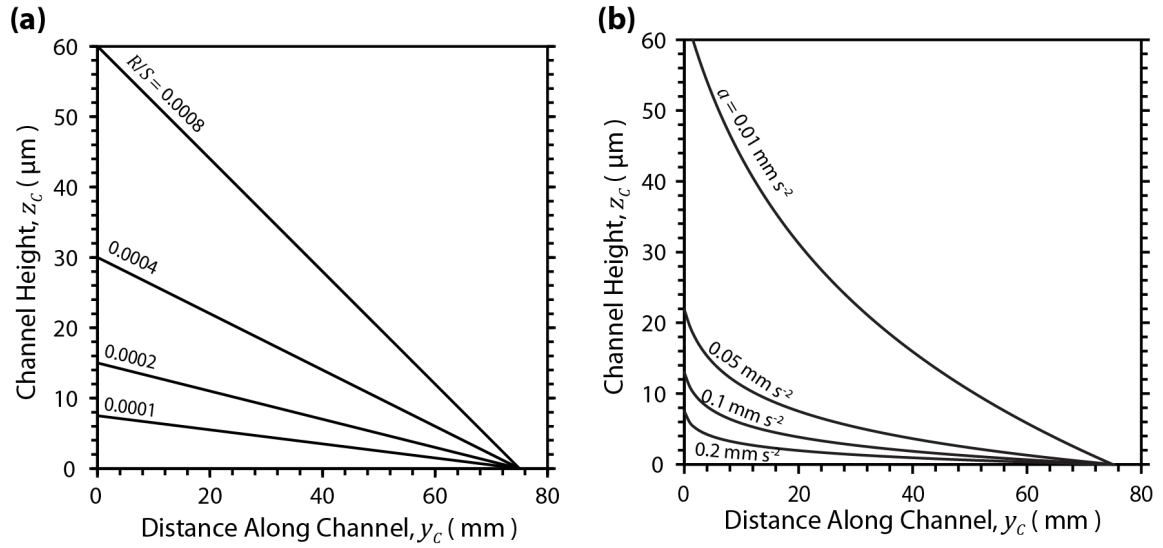 (a)
60
50
40
30
20
10
0
Channel Height, z_C ( µm )
R/S = 0.0008
0.0004
0.0002
0.0001
0 20 40 60 80
Distance Along Channel, y_C ( mm )
(b)
60
50
40
30
20
10
0
Channel Height, z_C ( µm )
a = 0.01 mm s⁻²
0.05 mm s⁻²
0.1 mm s⁻²
0.2 mm s⁻²
0 20 40 60 80
Distance Along Channel, y_C ( mm )